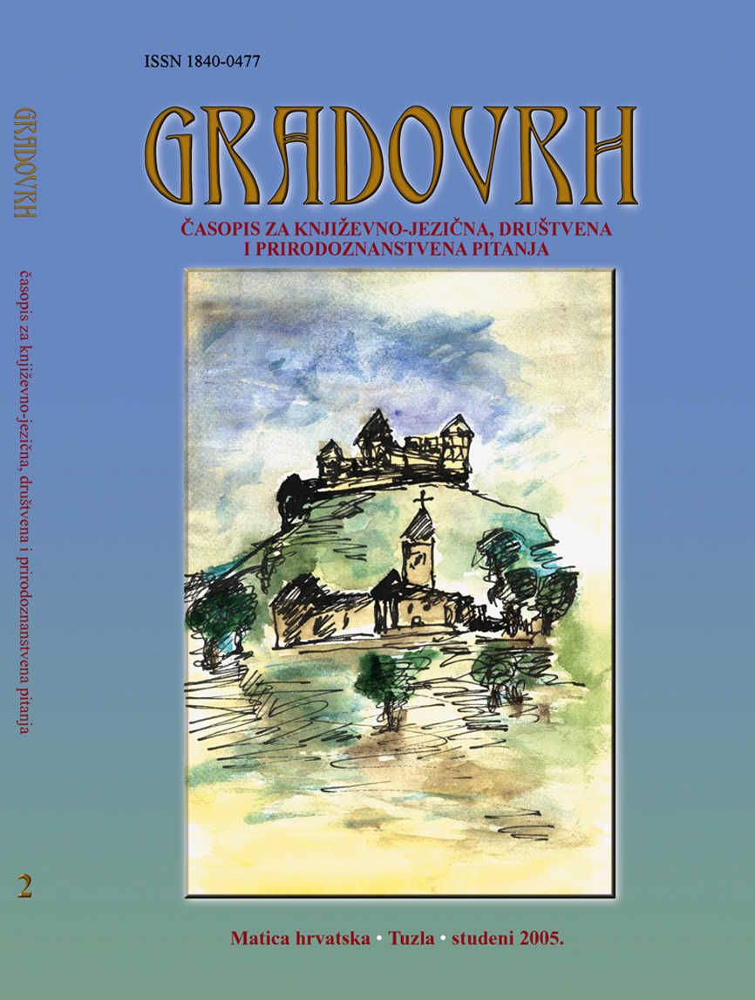 ISSN 1840-0477
GRADOVRH
ČASOPIS ZA KNJIŽEVNO-JEZIČNA, DRUŠTVENA
I PRIRODOZNANSTVENA PITANJA
Matica hrvatska • Tuzla • studeni 2005.
GRADOVRH
časopis za književno-jezična, društvena i prirodoznanstvena pitanja
2